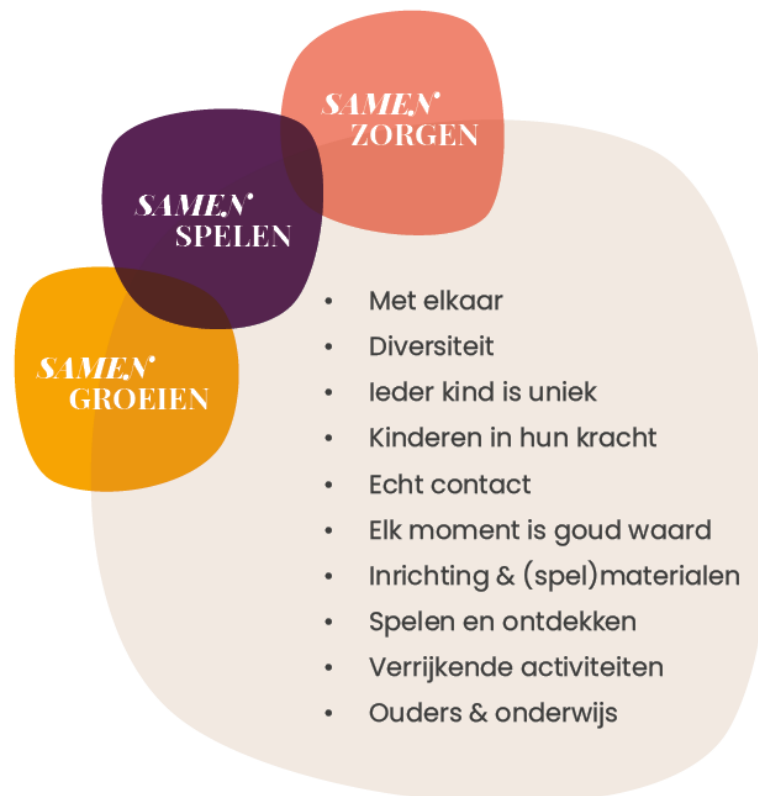 SAMEN
ZORGEN
SAMEN
SPELEN
SAMEN
GROEIEN
• Met elkaar
• Diversiteit
• Ieder kind is uniek
• Kinderen in hun kracht
• Echt contact
• Elk moment is goud waard
• Inrichting & (spel)materialen
• Spelen en ontdekken
• Verrijkende activiteiten
• Ouders & onderwijs